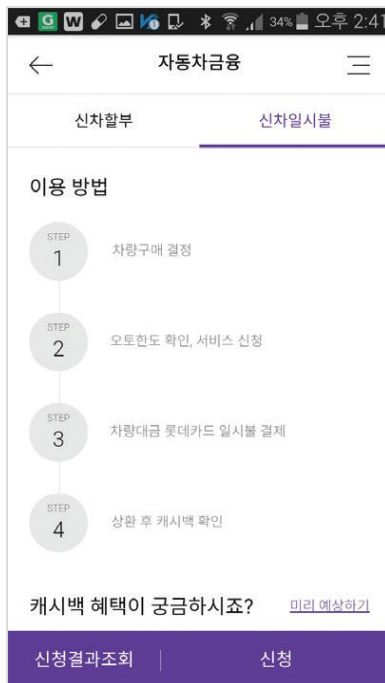 34% 오후 2:41
자동차금융
신차할부 신차일시불
이용 방법
STEP
1
차량구매 결정
STEP
2
오토한도 확인, 서비스 신청
STEP
3
차량대금 롯데카드 일시불 결제
STEP
4
상환 후 캐시백 확인
캐시백 혜택이 궁금하시죠? 미리 예상하기
신청결과조회 신청